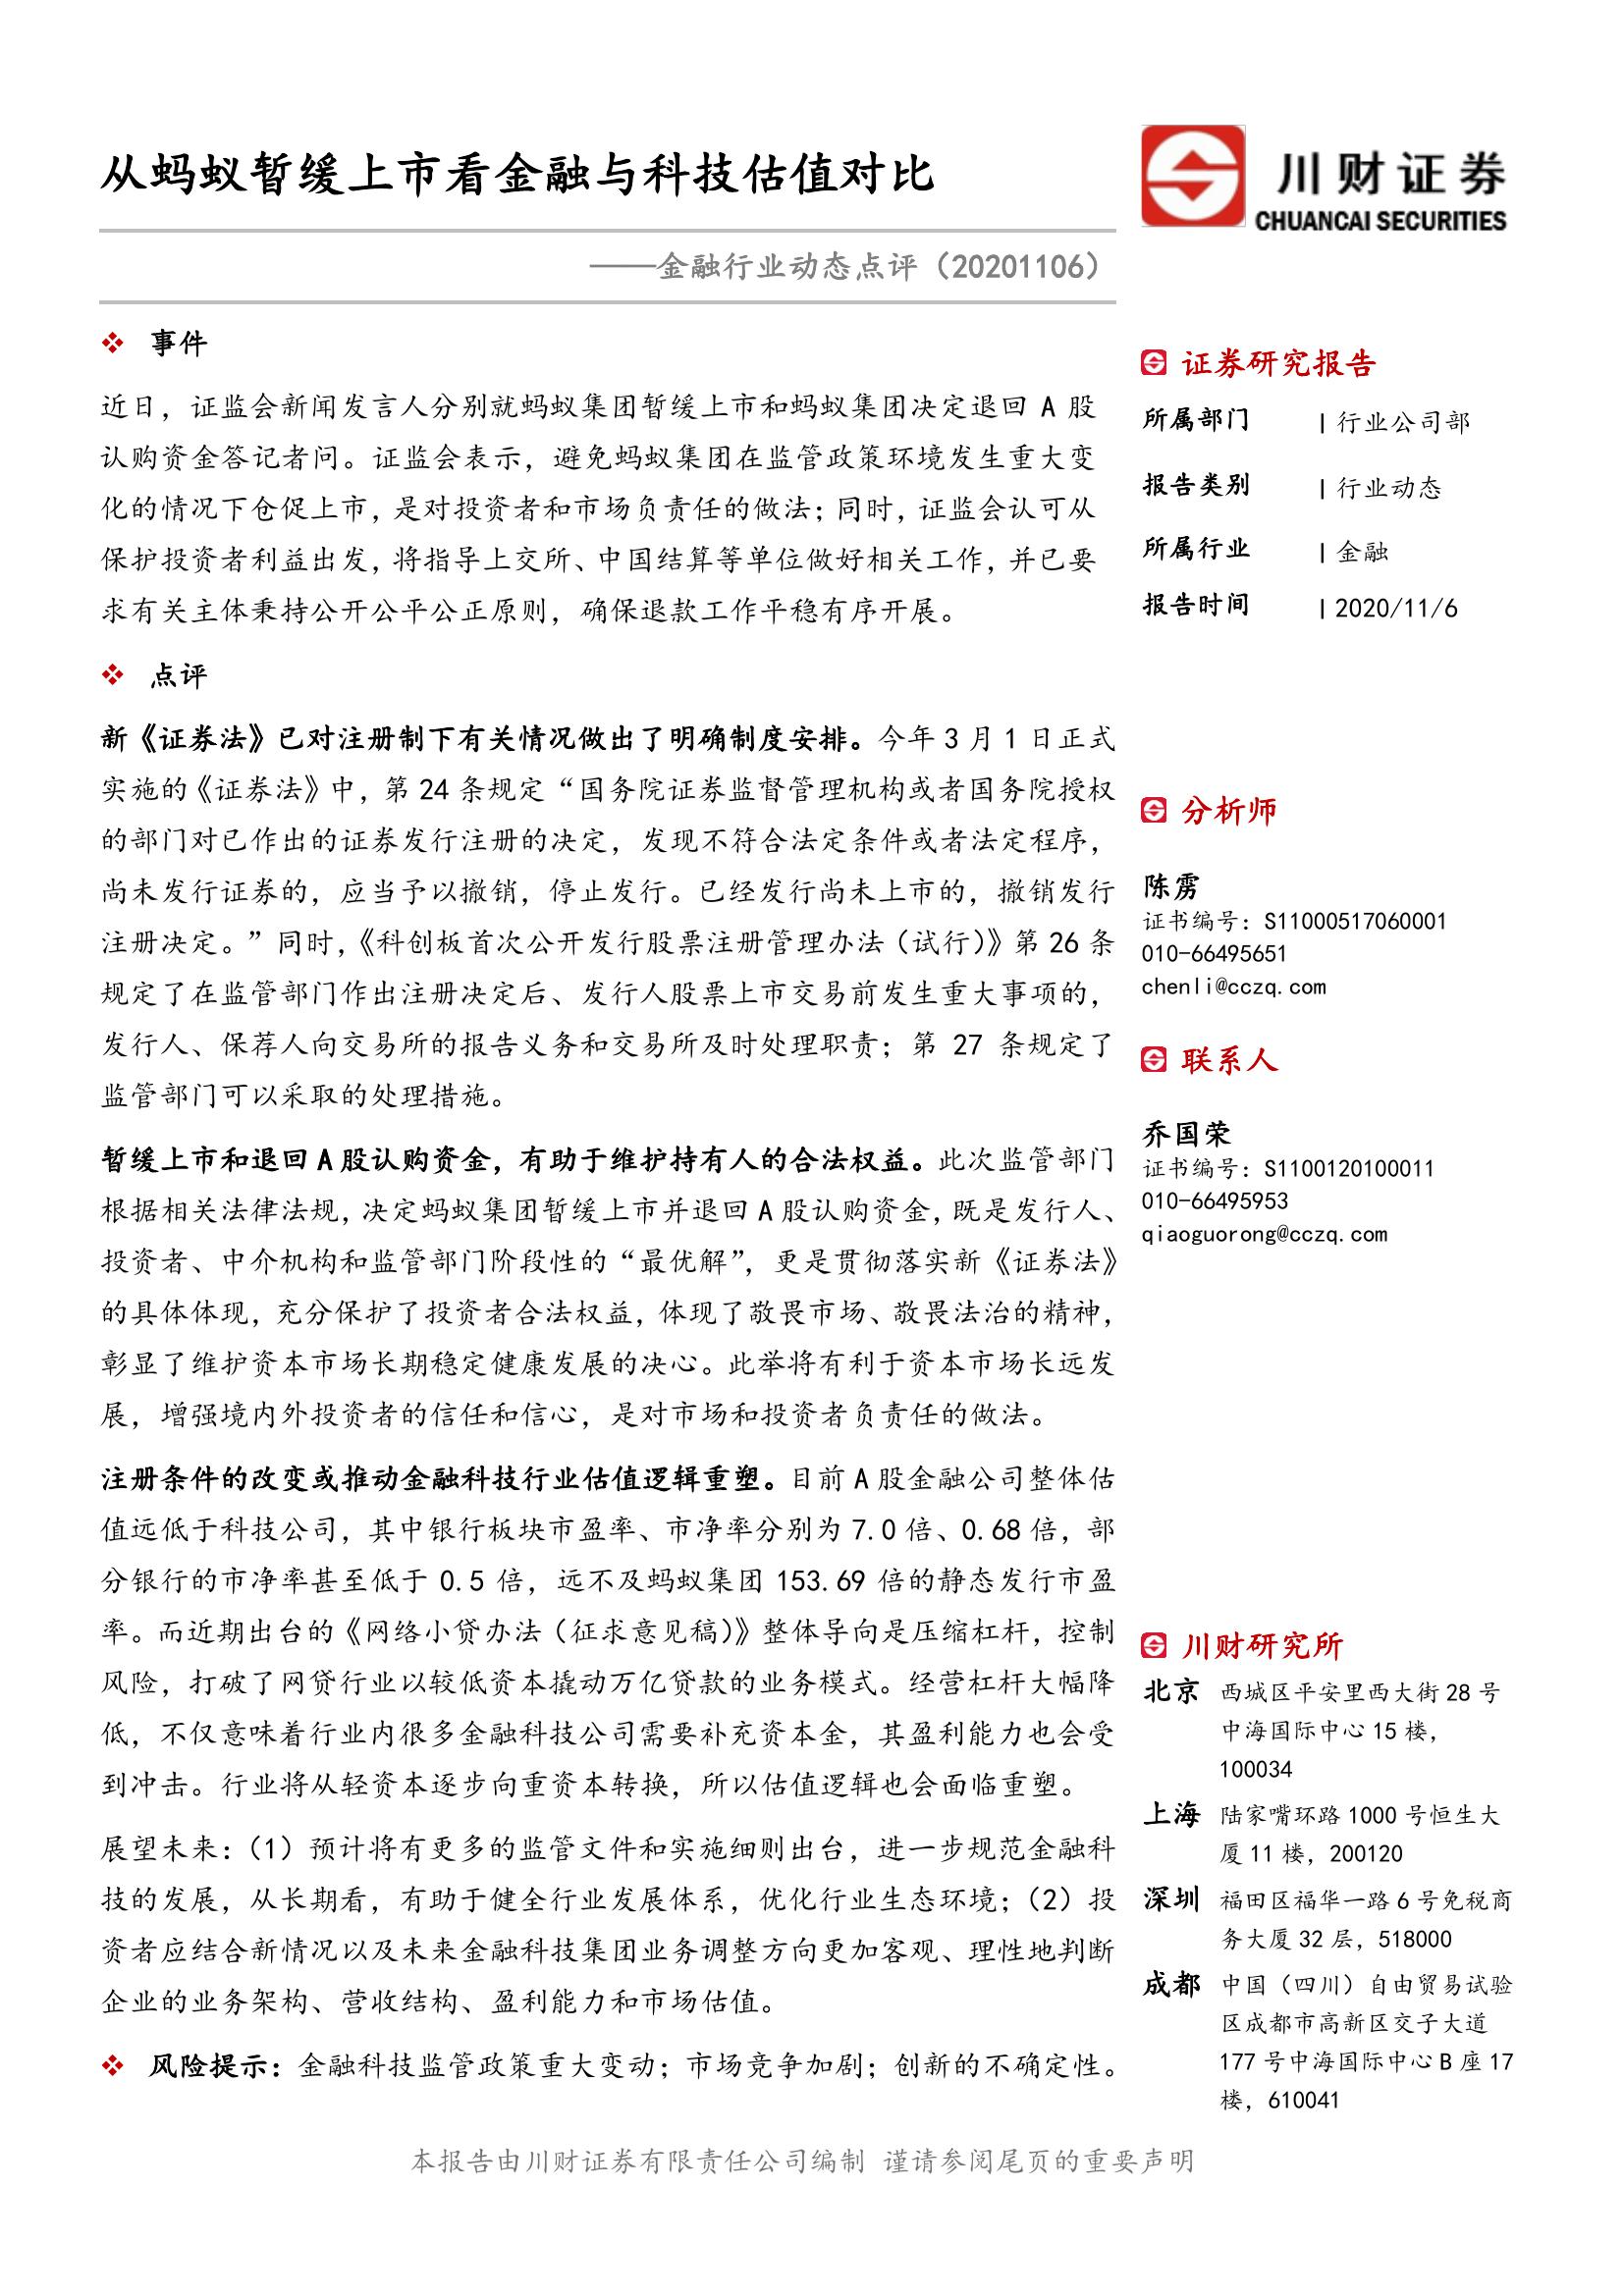 从蚂蚁暂缓上市看金融与科技估值对比
——金融行业动态点评（20201106）
川财证券
CHUANCAI SECURITIES
事件
近日，证监会新闻发言人分别就蚂蚁集团暂缓上市和蚂蚁集团决定退回 A 股
认购资金答记者问。证监会表示，避免蚂蚁集团在监管政策环境发生重大变
化的情况下仓促上市，是对投资者和市场负责任的做法；同时，证监会认可从
保护投资者利益出发，将指导上交所、中国结算等单位做好相关工作，并已要
求有关主体秉持公开公平公正原则，确保退款工作平稳有序开展。
点评
新《证券法》已对注册制下有关情况做出了明确制度安排。今年 3 月 1 日正式
实施的《证券法》中，第 24 条规定“国务院证券监督管理机构或者国务院授权
的部门对已作出的证券发行注册的决定，发现不符合法定条件或者法定程序，
尚未发行证券的，应当予以撤销，停止发行。已经发行尚未上市的，撤销发行
注册决定。”同时，《科创板首次公开发行股票注册管理办法（试行）》第 26 条
规定了在监管部门作出注册决定后、发行人股票上市交易前发生重大事项的，
发行人、保荐人向交易所的报告义务和交易所及时处理职责；第 27 条规定了
监管部门可以采取的处理措施。
暂缓上市和退回 A 股认购资金，有助于维护持有人的合法权益。此次监管部门
根据相关法律法规，决定蚂蚁集团暂缓上市并退回 A 股认购资金，既是发行人、
投资者、中介机构和监管部门阶段性的“最优解”，更是贯彻落实新《证券法》
的具体体现，充分保护了投资者合法权益，体现了敬畏市场、敬畏法治的精神，
彰显了维护资本市场长期稳定健康发展的决心。此举将有利于资本市场长远发
展，增强境内外投资者的信任和信心，是对市场和投资者负责任的做法。
注册条件的改变或推动金融科技行业估值逻辑重塑。目前 A 股金融公司整体估
值远低于科技公司，其中银行板块市盈率、市净率分别为 7.0 倍、0.68 倍，部
分银行的市净率甚至低于 0.5 倍，远不及蚂蚁集团 153.69 倍的静态发行市盈
率。而近期出台的《网络小贷办法（征求意见稿）》整体导向是压缩杠杆，控制
风险，打破了网贷行业以较低资本撬动万亿贷款的业务模式。经营杠杆大幅降
低，不仅意味着行业内很多金融科技公司需要补充资本金，其盈利能力也会受
到冲击。行业将从轻资本逐步向重资本转换，所以估值逻辑也会面临重塑。
展望未来：（1）预计将有更多的监管文件和实施细则出台，进一步规范金融科
技的发展，从长期看，有助于健全行业发展体系，优化行业生态环境；（2）投
资者应结合新情况以及未来金融科技集团业务调整方向更加客观、理性地判断
企业的业务架构、营收结构、盈利能力和市场估值。
风险提示：金融科技监管政策重大变动；市场竞争加剧；创新的不确定性。
证券研究报告
所属部门 | 行业公司部
报告类别 | 行业动态
所属行业 | 金融
报告时间 | 2020/11/6
分析师
陈雳
证书编号：S11000517060001
010-66495651
chenli@cczq.com
联系人
乔国荣
证书编号：S1100120100011
010-66495953
qiaoguorong@cczq.com
川财研究所
北京 西城区平安里西大街 28 号
中海国际中心 15 楼，
100034
上海 陆家嘴环路 1000 号恒生大
厦 11 楼，200120
深圳 福田区福华一路 6 号免税商
务大厦 32 层，518000
成都 中国（四川）自由贸易试验
区成都市高新区交子大道
177 号中海国际中心 B 座 17
楼，610041
本报告由川财证券有限责任公司编制 谨请参阅尾页的重要声明